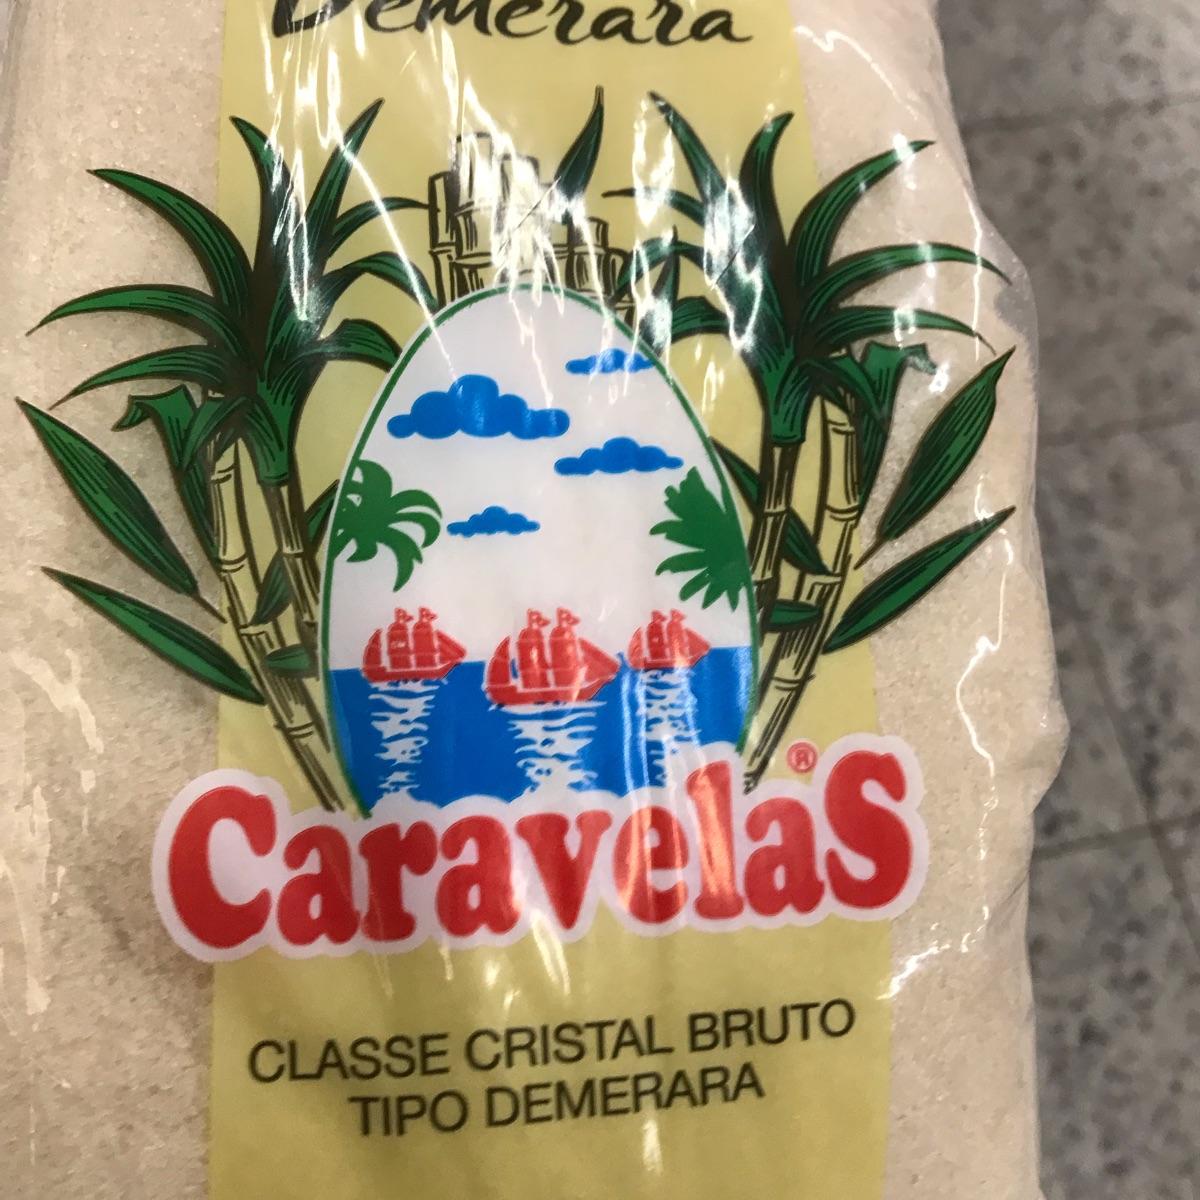 Demerara
CaravelaS®
CLASSE CRISTAL BRUTO
TIPO DEMERARA